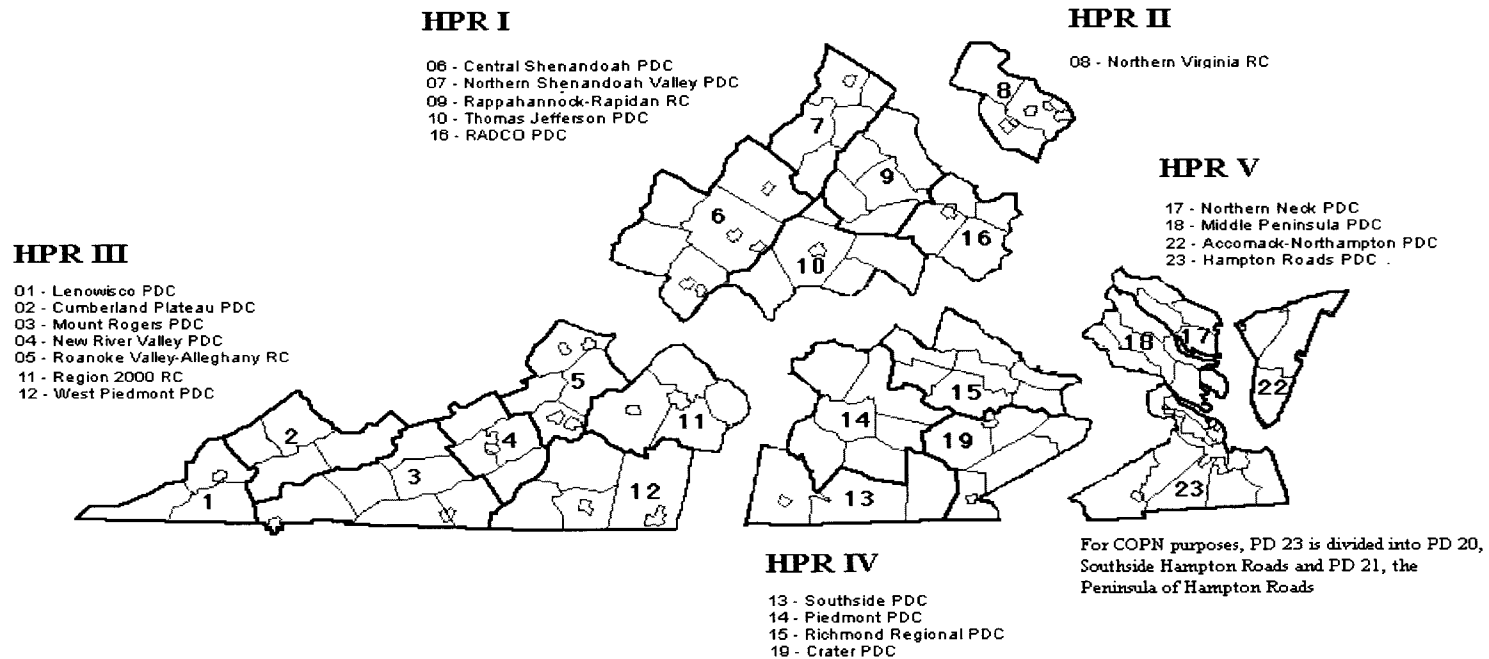 HPR I
06 - Central Shenandoah PDC
07 - Northern Shenandoah Valley PDC
09 - Rappahannock-Rapidan RC
10 - Thomas Jefferson PDC
16 - RADCO PDC
HPR II
08 - Northern Virginia RC
HPR V
17 - Northern Neck PDC
18 - Middle Peninsula PDC
22 - Accomack-Northampton PDC
23 - Hampton Roads PDC .
HPR III
01 - Lenowisco PDC
02 - Cumberland Plateau PDC
03 - Mount Rogers PDC
04 - New River Valley PDC
05 - Roanoke Valley-Alleghany RC
11 - Region 2000 RC
12 - West Piedmont PDC
7
8
9
6
16
10
17
18
22
5
15
2
4
11
14
19
3
1
12
13
23
For COPN purposes, PD 23 is divided into PD 20,
Southside Hampton Roads and PD 21, the
Peninsula of Hampton Roads
HPR IV
13 - Southside PDC
14 - Piedmont PDC
15 - Richmond Regional PDC
19 - Crater PDC